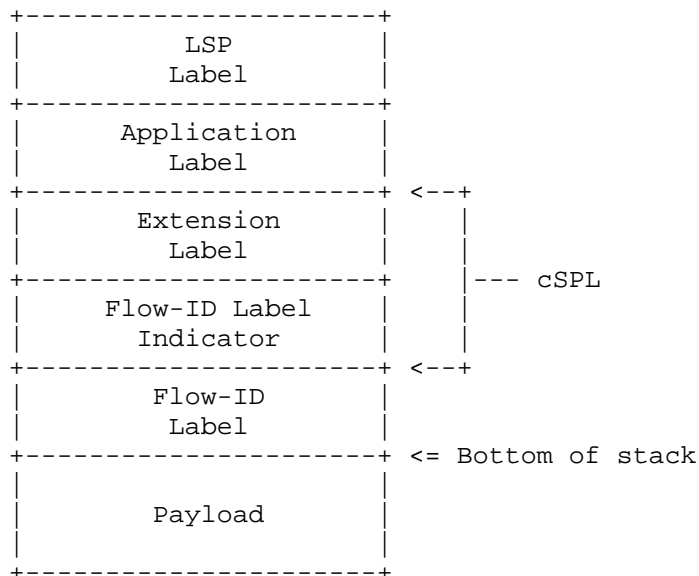 LSP
Label
Application
Label
Extension
Label
cSPL
Flow-ID Label
Indicator
Flow-ID
Label
<= Bottom of stack
Payload